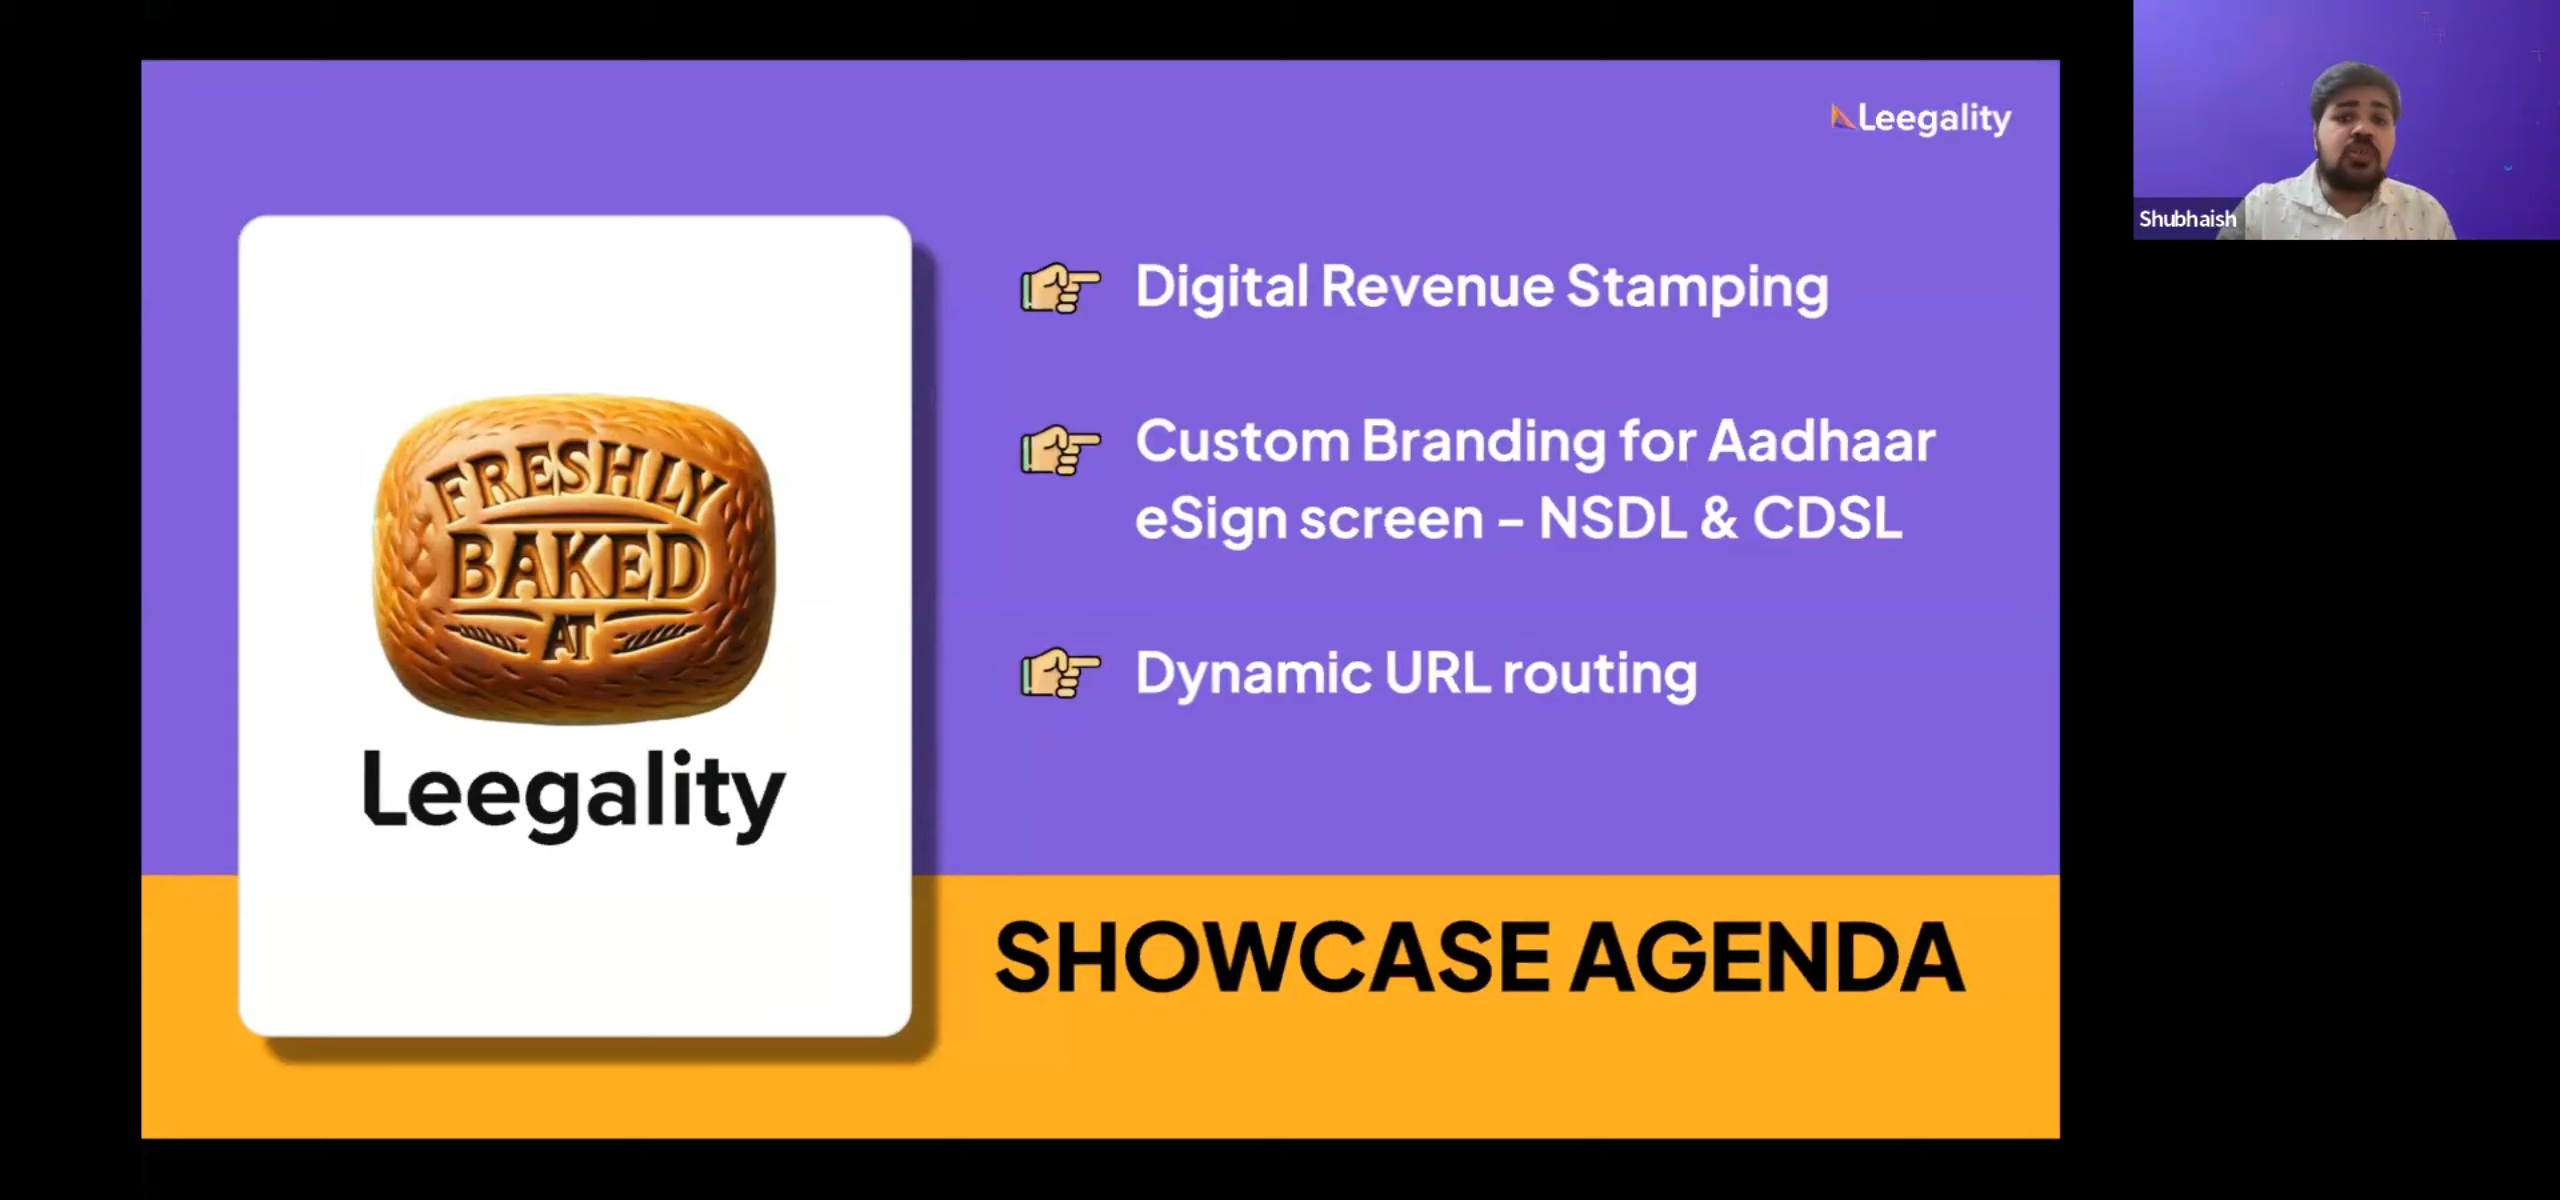 Leegality
Shubhaish
FRESHLY
BAKED
AT
Leegality
Digital Revenue Stamping
Custom Branding for Aadhaar
eSign screen – NSDL & CDSL
Dynamic URL routing
SHOWCASE AGENDA